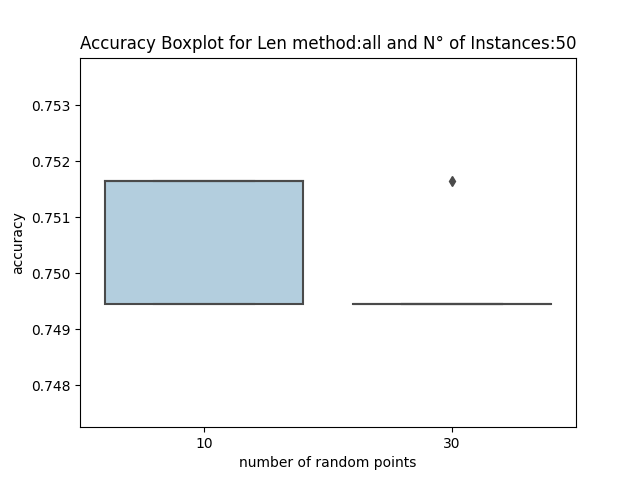 Accuracy Boxplot for Len method:all and N° of Instances:50
0.753
0.752
0.751
0.750
0.749
0.748
accuracy
10
30
number of random points